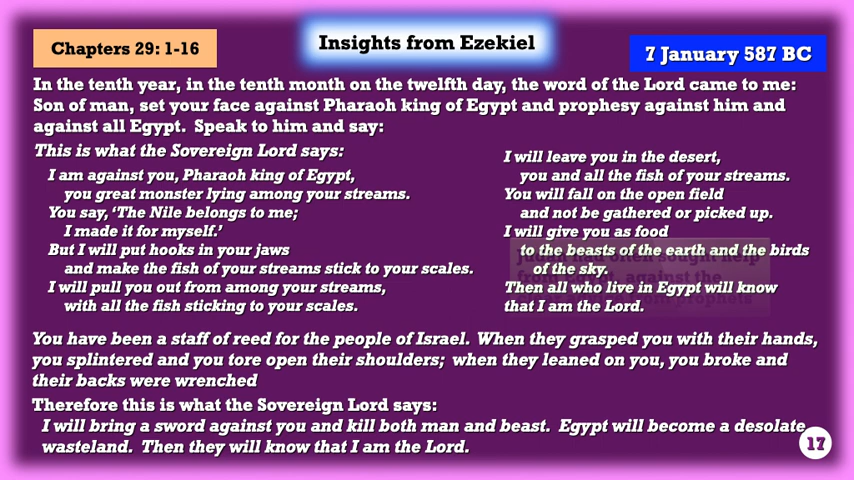 Chapters 29: 1-16
Insights from Ezekiel
7 January 587 BC
In the tenth year, in the tenth month on the twelfth day, the word of the Lord came to me:
Son of man, set your face against Pharaoh king of Egypt and prophesy against him and
against all Egypt.  Speak to him and say:
This is what the Sovereign Lord says:
I am against you, Pharaoh king of Egypt,
you great monster lying among your streams.
You say, ‘The Nile belongs to me;
I made it for myself.’
But I will put hooks in your jaws
and make the fish of your streams stick to your scales.
I will pull you out from among your streams,
with all the fish sticking to your scales.
I will leave you in the desert,
you and all the fish of your streams.
You will fall on the open field
and not be gathered or picked up.
I will give you as food
to the beasts of the earth and the birds
of the sky.
Then all who live in Egypt will know
that I am the Lord.
Judah had often sought help
from Egypt, against the
prophets
You have been a staff of reed for the people of Israel.  When they grasped you with their hands,
you splintered and you tore open their shoulders;  when they leaned on you, you broke and
their backs were wrenched
Therefore this is what the Sovereign Lord says:
I will bring a sword against you and kill both man and beast.  Egypt will become a desolate
wasteland.  Then they will know that I am the Lord.
17